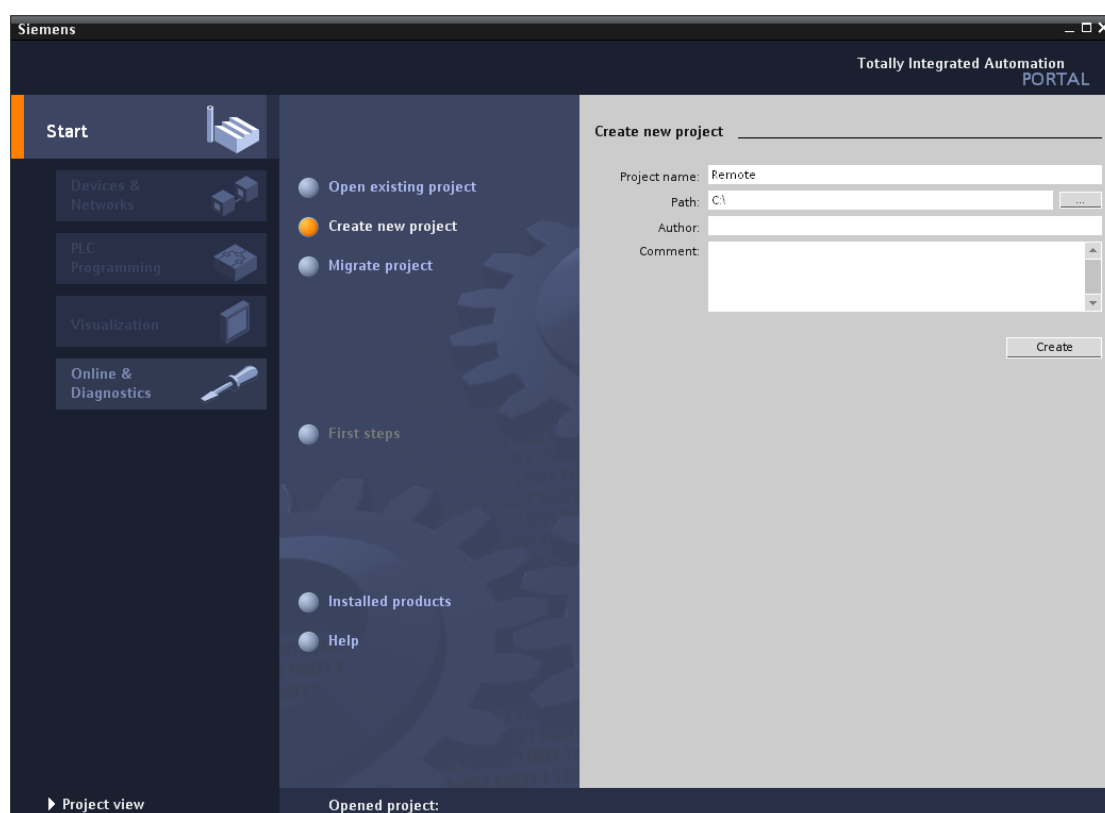 Siemens
Totally Integrated Automation
PORTAL
Start
Devices &
Networks
PLC
Programming
Visualization
Online &
Diagnostics
Open existing project
Create new project
Migrate project
First steps
Installed products
Help
Create new project
Project name: Remote
Path: C:\
...
Author:
Comment:
Create
Project view
Opened project: